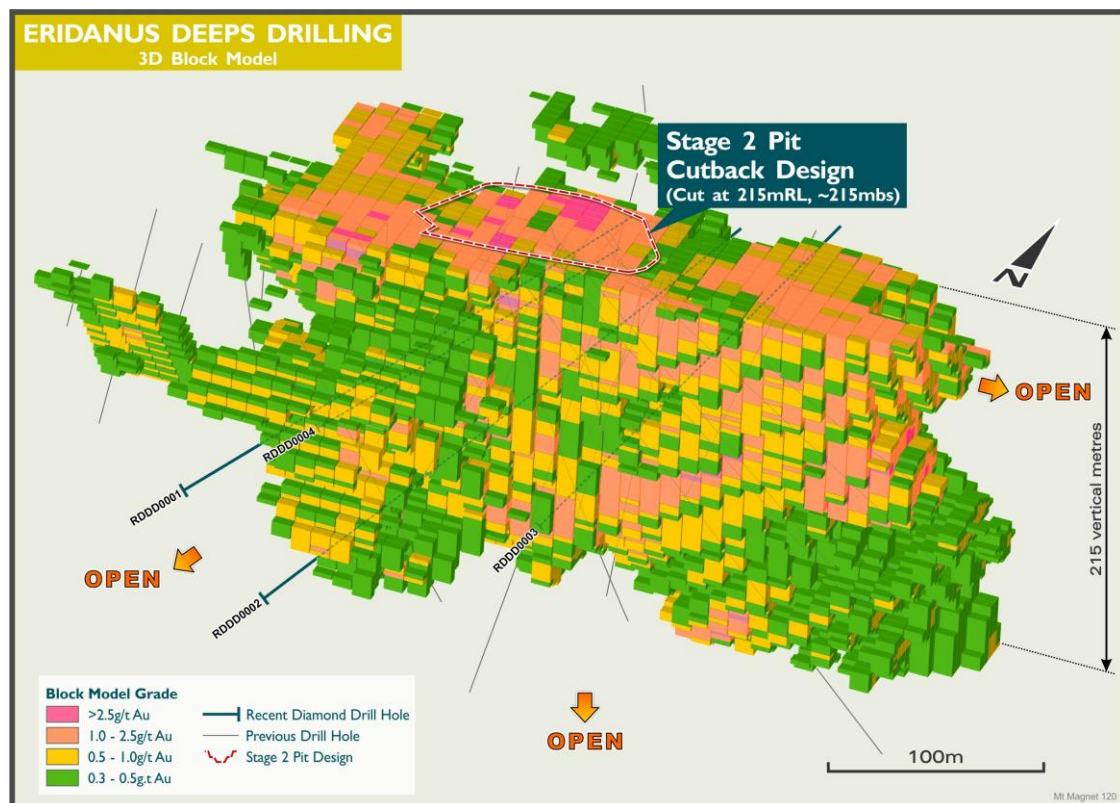 ERIDANUS DEEPS DRILLING
3D Block Model
Stage 2 Pit
Cutback Design
(Cut at 215mRL, ~215mbs)
N
OPEN
RDDD0004
RDDD0001
RDDD0003
OPEN
RDDD0002
215 vertical metres
OPEN
Block Model Grade
>2.5g/t Au
1.0 - 2.5g/t Au
0.5 - 1.0g/t Au
0.3 - 0.5g.t Au
Recent Diamond Drill Hole
Previous Drill Hole
Stage 2 Pit Design
100m
Mt Magnet 120